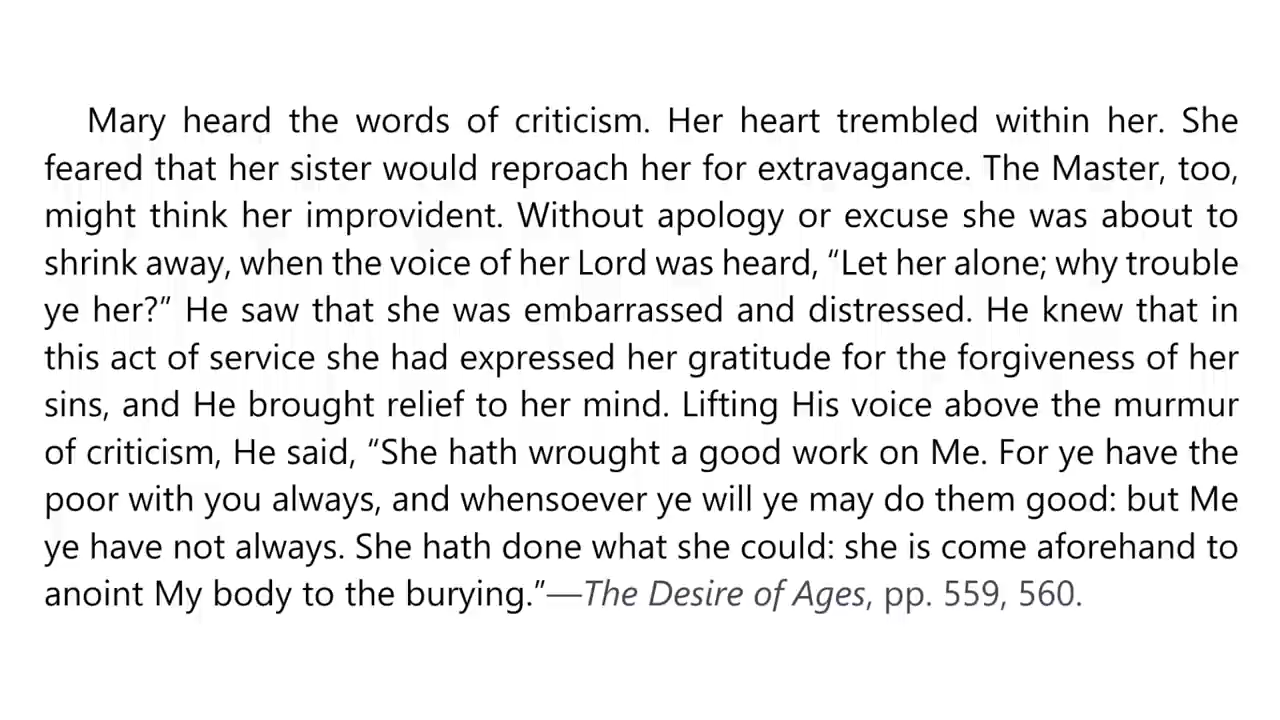 Mary heard the words of criticism. Her heart trembled within her. She
feared that her sister would reproach her for extravagance. The Master, too,
might think her improvident. Without apology or excuse she was about to
shrink away, when the voice of her Lord was heard, “Let her alone; why trouble
ye her?” He saw that she was embarrassed and distressed. He knew that in
this act of service she had expressed her gratitude for the forgiveness of her
sins, and He brought relief to her mind. Lifting His voice above the murmur
of criticism, He said, “She hath wrought a good work on Me. For ye have the
poor with you always, and whensoever ye will ye may do them good: but Me
ye have not always. She hath done what she could: she is come aforehand to
anoint My body to the burying.”—The Desire of Ages, pp. 559, 560.